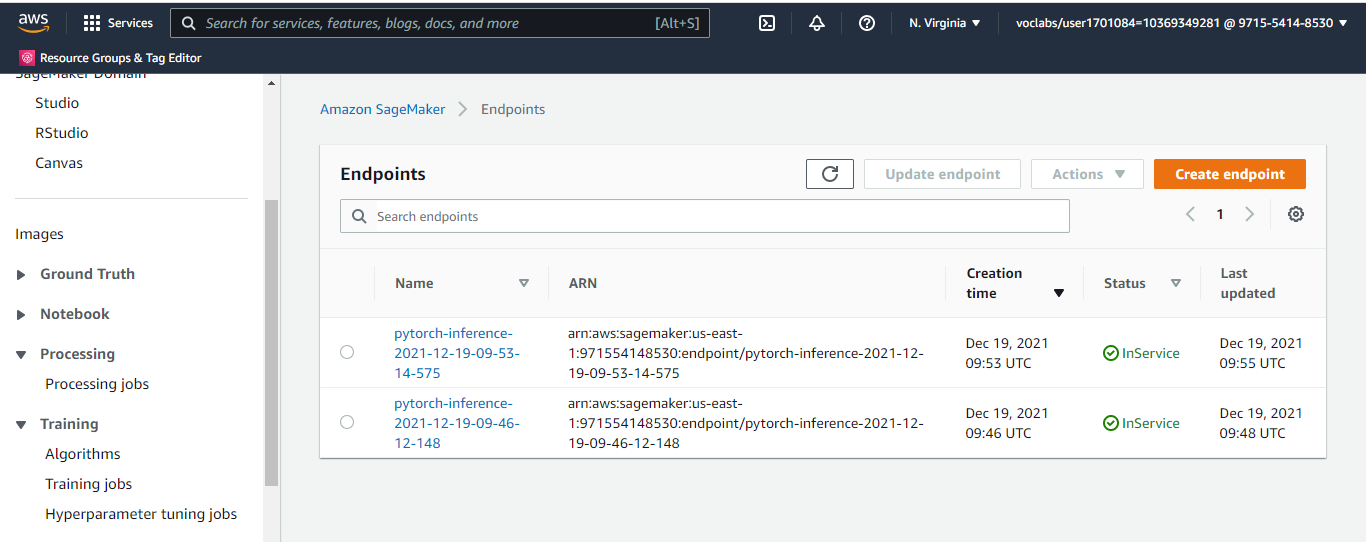 aws
Services
Search for services, features, blogs, docs, and more
[Alt+S]
N. Virginia
voclabs/user1701084=10369349281 @ 9715-5414-8530
Resource Groups & Tag Editor
SageMaker Domain
Studio
RStudio
Canvas
Images
Ground Truth
Notebook
Processing
Processing jobs
Training
Algorithms
Training jobs
Hyperparameter tuning jobs
Amazon SageMaker
Endpoints
Endpoints
Update endpoint
Actions
Create endpoint
Search endpoints
1
Name
ARN
Creation
time
Status
Last
updated
pytorch-inference-
2021-12-19-09-53-
14-575
arn:aws:sagemaker:us-east-
1:971554148530:endpoint/pytorch-inference-2021-12-
19-09-53-14-575
Dec 19, 2021
09:53 UTC
InService
Dec 19, 2021
09:55 UTC
pytorch-inference-
2021-12-19-09-46-
12-148
arn:aws:sagemaker:us-east-
1:971554148530:endpoint/pytorch-inference-2021-12-
19-09-46-12-148
Dec 19, 2021
09:46 UTC
InService
Dec 19, 2021
09:48 UTC